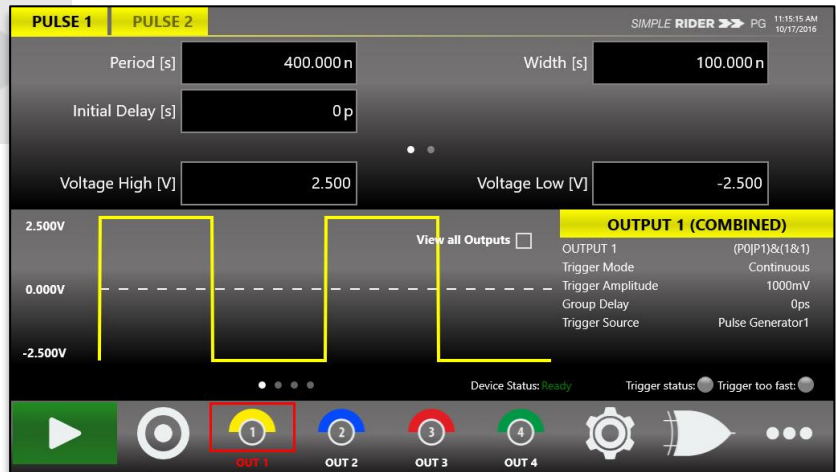 PULSE 1 PULSE 2 SIMPLE RIDER PG 11:15:15 AM
10/17/2016
Period [s] 400.000 n Width [s] 100.000 n
Initial Delay [s] 0 p
Voltage High [V] 2.500 Voltage Low [V] -2.500
2.500V
0.000V
-2.500V
View all Outputs
OUTPUT 1 (COMBINED)
OUTPUT 1 (P0|P1)&(1&1)
Trigger Mode Continuous
Trigger Amplitude 1000mV
Group Delay 0ps
Trigger Source Pulse Generator1
Device Status: Ready Trigger status: Trigger too fast:
1 2 3 4
OUT 1 OUT 2 OUT 3 OUT 4